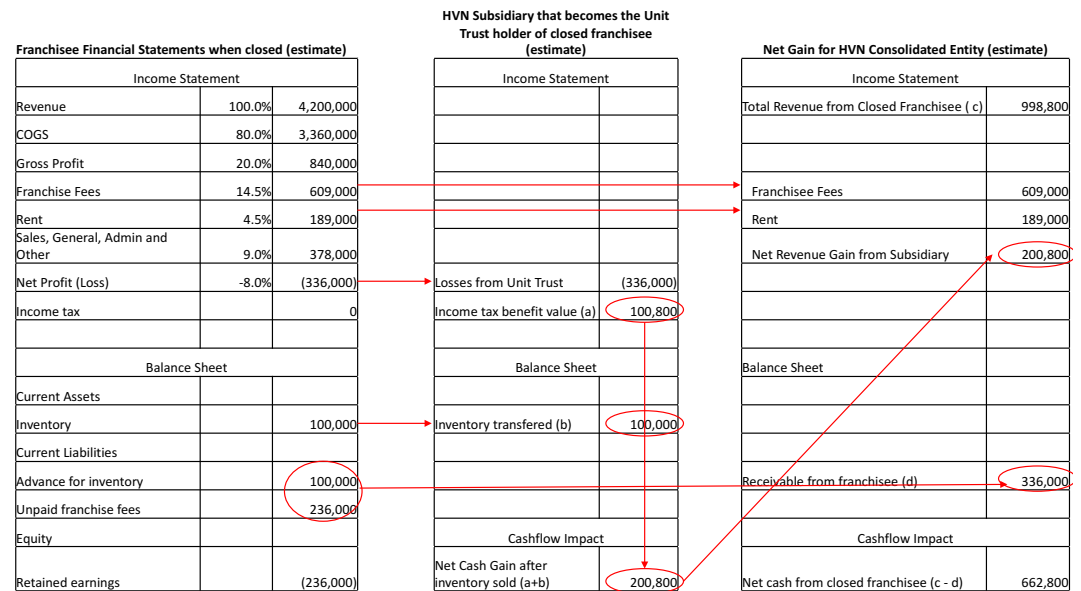 HVN Subsidiary that becomes the Unit
Trust holder of closed franchisee
(estimate)
Franchisee Financial Statements when closed (estimate)
Net Gain for HVN Consolidated Entity (estimate)
Income Statement
Revenue 100.0% 4,200,000
COGS 80.0% 3,360,000
Gross Profit 20.0% 840,000
Franchise Fees 14.5% 609,000
Rent 4.5% 189,000
Sales, General, Admin and
Other 9.0% 378,000
Net Profit (Loss) -8.0% (336,000)
Income tax 0
Balance Sheet
Current Assets
Inventory 100,000
Current Liabilities
Advance for inventory 100,000
Unpaid franchise fees 236,000
Equity
Retained earnings (236,000)
Income Statement
Losses from Unit Trust (336,000)
Income tax benefit value (a) 100,800
Balance Sheet
Inventory transfered (b) 100,000
Cashflow Impact
Net Cash Gain after
inventory sold (a+b) 200,800
Income Statement
Total Revenue from Closed Franchisee ( c) 998,800
Franchisee Fees 609,000
Rent 189,000
Net Revenue Gain from Subsidiary 200,800
Balance Sheet
Receivable from franchisee (d) 336,000
Cashflow Impact
Net cash from closed franchisee (c - d) 662,800